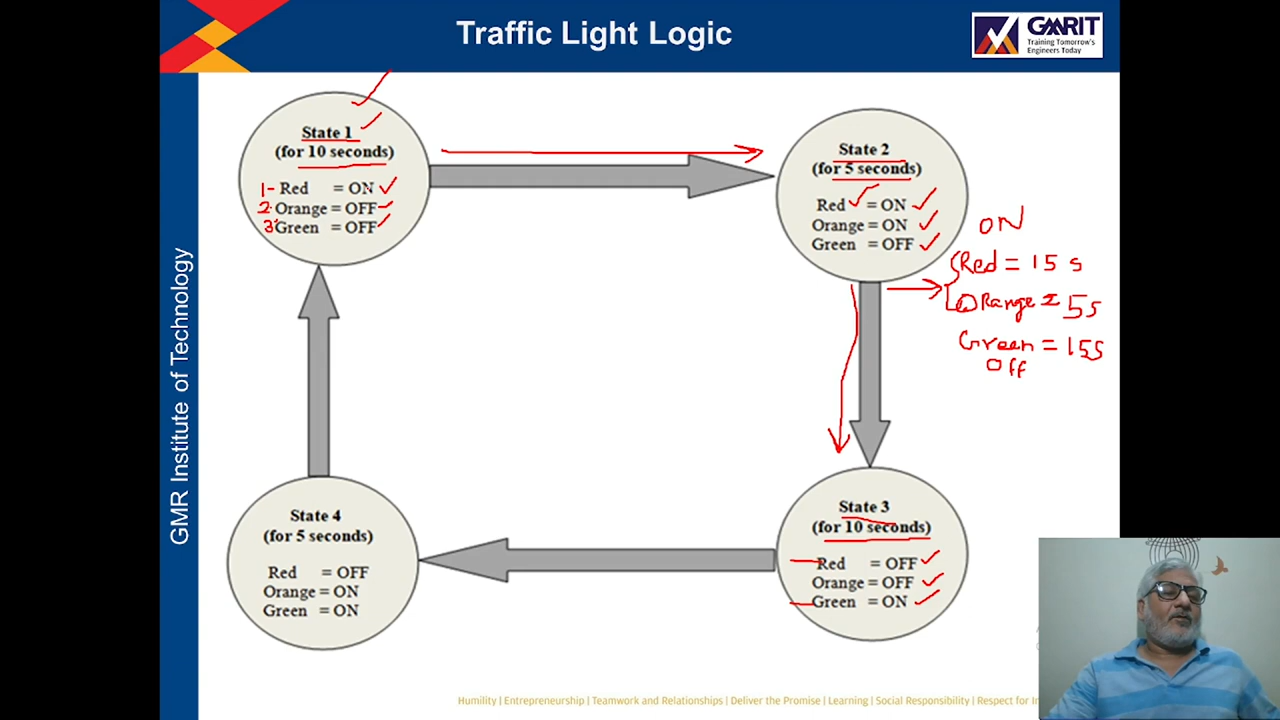 Traffic Light Logic
GMRIT
Training Tomorrow's
Engineers Today
GMR Institute of Technology
State 1
(for 10 seconds)
1- Red = ON
2. Orange = OFF
3. Green = OFF
State 2
(for 5 seconds)
Red = ON
Orange = ON
Green = OFF
ON
Red = 15 s
ORange = 5s
Green = 15s
Off
State 4
(for 5 seconds)
Red = OFF
Orange = ON
Green = ON
State 3
(for 10 seconds)
Red = OFF
Orange = OFF
Green = ON
Humility | Entrepreneurship | Teamwork and Relationships | Deliver the Promise | Learning | Social Responsibility | Respect for